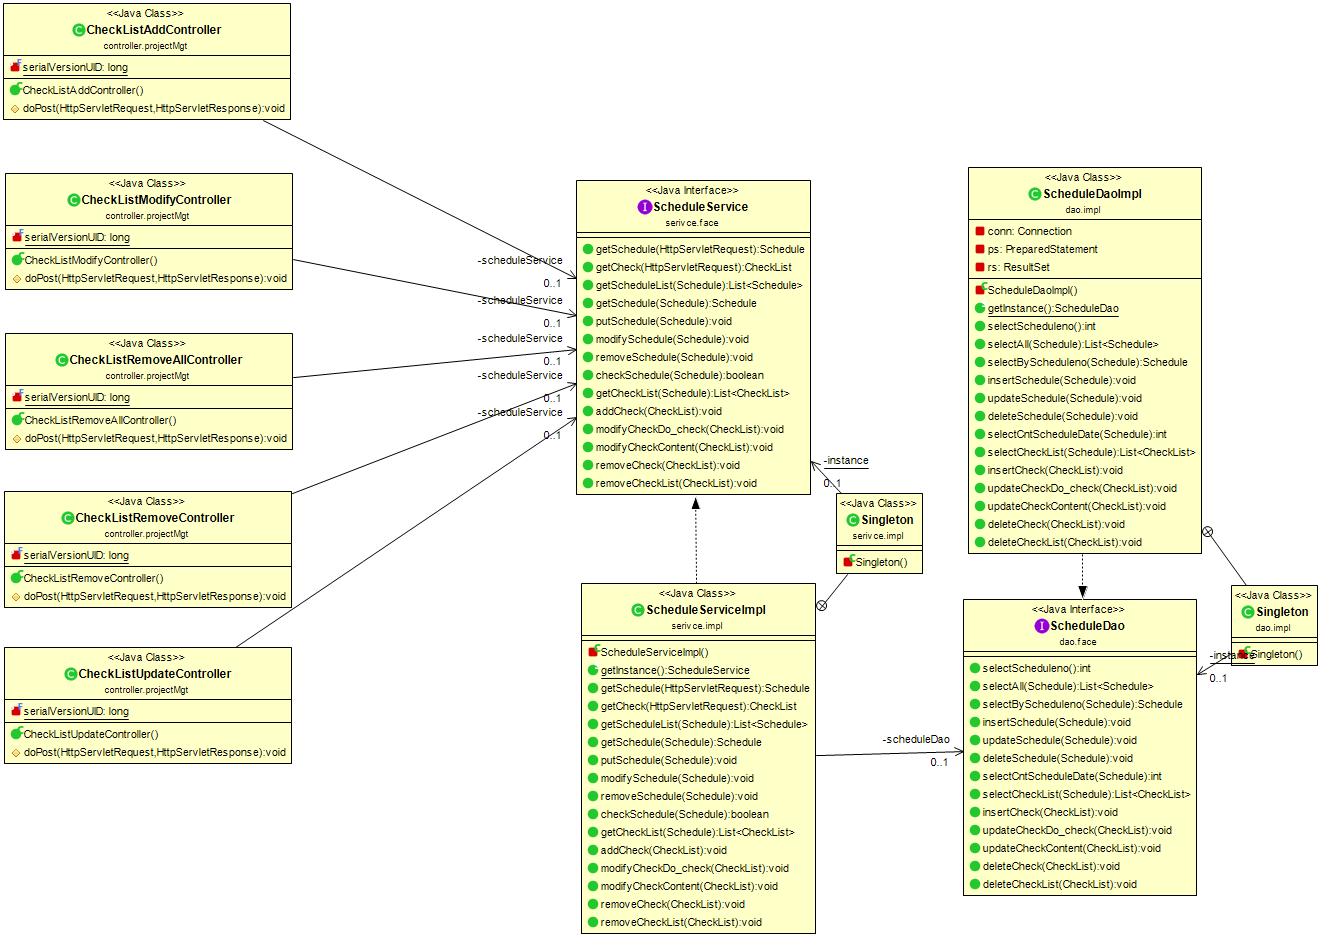 <<Java Class>>
CheckListAddController
controller.projectMgt
serialVersionUID: long
CheckListAddController()
doPost(HttpServletRequest,HttpServletResponse):void
<<Java Class>>
CheckListModifyController
controller.projectMgt
serialVersionUID: long
CheckListModifyController()
doPost(HttpServletRequest,HttpServletResponse):void
<<Java Class>>
CheckListRemoveAllController
controller.projectMgt
serialVersionUID: long
CheckListRemoveAllController()
doPost(HttpServletRequest,HttpServletResponse):void
<<Java Class>>
CheckListRemoveController
controller.projectMgt
serialVersionUID: long
CheckListRemoveController()
doPost(HttpServletRequest,HttpServletResponse):void
<<Java Class>>
CheckListUpdateController
controller.projectMgt
serialVersionUID: long
CheckListUpdateController()
doPost(HttpServletRequest,HttpServletResponse):void
-scheduleService
0..1
-scheduleService
0..1
-scheduleService
0..1
-scheduleService
0..1
-scheduleService
0..1
<<Java Interface>>
ScheduleService
serivce.face
getSchedule(HttpServletRequest):Schedule
getCheck(HttpServletRequest):CheckList
getScheduleList(Schedule):List<Schedule>
getSchedule(Schedule):Schedule
putSchedule(Schedule):void
modifySchedule(Schedule):void
removeSchedule(Schedule):void
checkSchedule(Schedule):boolean
getCheckList(Schedule):List<CheckList>
addCheck(CheckList):void
modifyCheckDo_check(CheckList):void
modifyCheckContent(CheckList):void
removeCheck(CheckList):void
removeCheckList(CheckList):void
-instance
0..1
<<Java Class>>
Singleton
serivce.impl
Singleton()
<<Java Class>>
ScheduleServiceImpl
serivce.impl
ScheduleServiceImpl()
getInstance():ScheduleService
getSchedule(HttpServletRequest):Schedule
getCheck(HttpServletRequest):CheckList
getScheduleList(Schedule):List<Schedule>
getSchedule(Schedule):Schedule
putSchedule(Schedule):void
modifySchedule(Schedule):void
removeSchedule(Schedule):void
checkSchedule(Schedule):boolean
getCheckList(Schedule):List<CheckList>
addCheck(CheckList):void
modifyCheckDo_check(CheckList):void
modifyCheckContent(CheckList):void
removeCheck(CheckList):void
removeCheckList(CheckList):void
-scheduleDao
0..1
<<Java Class>>
ScheduleDaoImpl
dao.impl
conn: Connection
ps: PreparedStatement
rs: ResultSet
ScheduleDaoImpl()
getInstance():ScheduleDao
selectScheduleno():int
selectAll(Schedule):List<Schedule>
selectByScheduleno(Schedule):Schedule
insertSchedule(Schedule):void
updateSchedule(Schedule):void
deleteSchedule(Schedule):void
selectCntScheduleDate(Schedule):int
selectCheckList(Schedule):List<CheckList>
insertCheck(CheckList):void
updateCheckDo_check(CheckList):void
updateCheckContent(CheckList):void
deleteCheck(CheckList):void
deleteCheckList(CheckList):void
<<Java Class>>
Singleton
dao.impl
Singleton()
-instance
0..1
<<Java Interface>>
ScheduleDao
dao.face
selectScheduleno():int
selectAll(Schedule):List<Schedule>
selectByScheduleno(Schedule):Schedule
insertSchedule(Schedule):void
updateSchedule(Schedule):void
deleteSchedule(Schedule):void
selectCntScheduleDate(Schedule):int
selectCheckList(Schedule):List<CheckList>
insertCheck(CheckList):void
updateCheckDo_check(CheckList):void
updateCheckContent(CheckList):void
deleteCheck(CheckList):void
deleteCheckList(CheckList):void